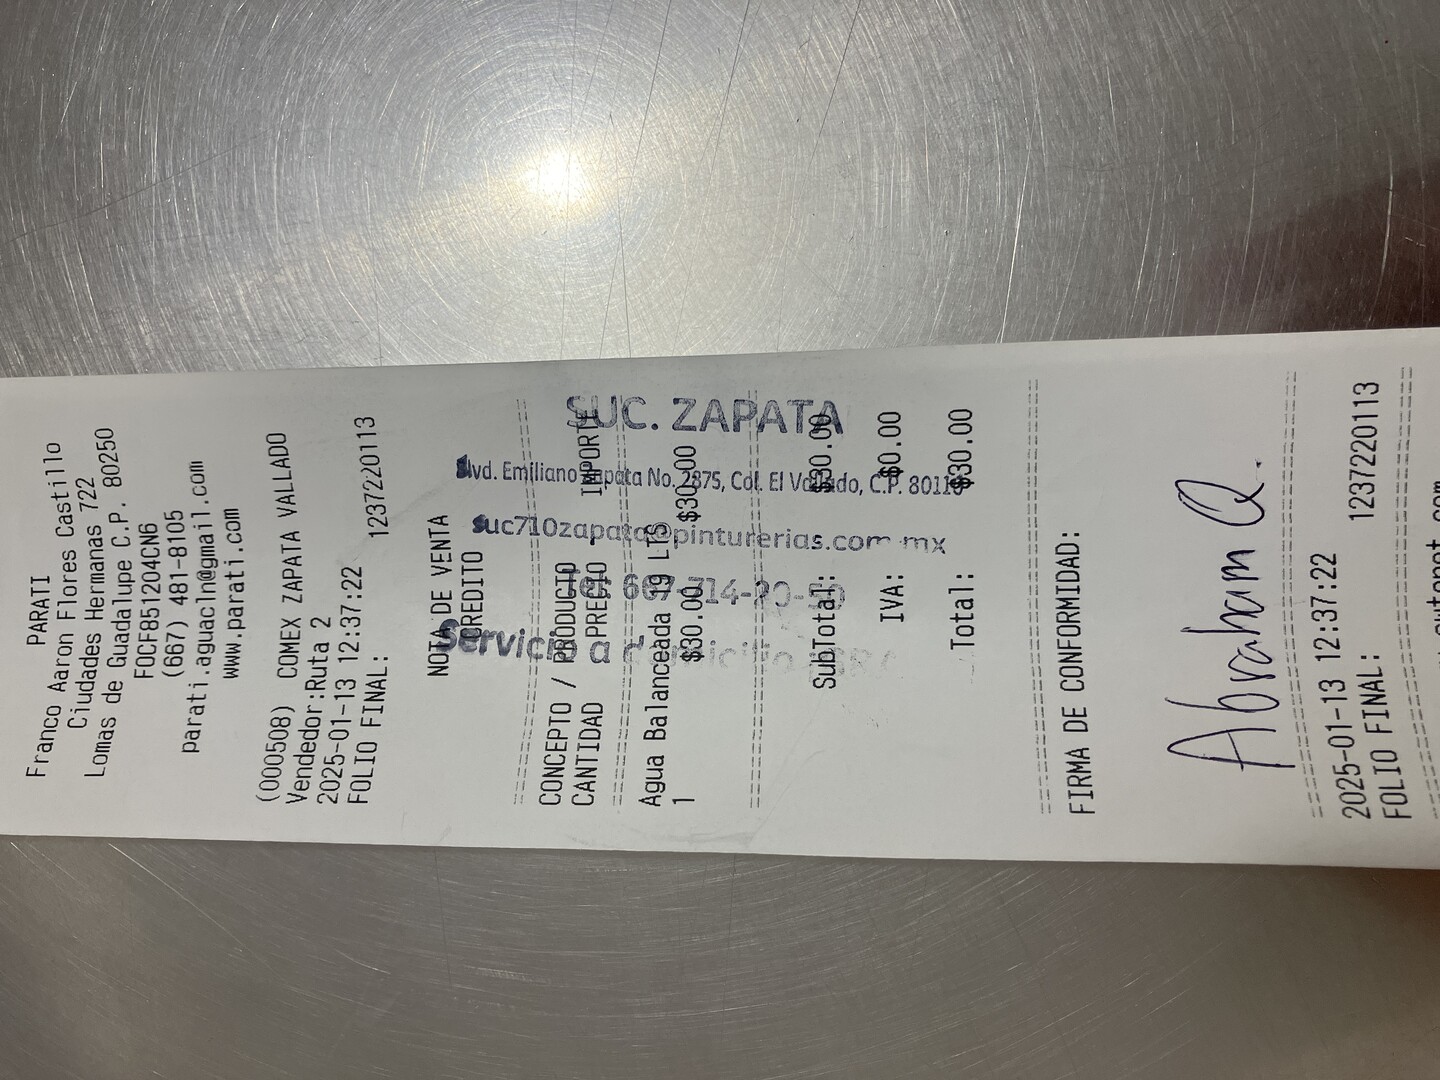 PARATI
Franco Aaron Flores Castillo
Ciudades Hermanas 722
Lomas de Guadalupe C.P. 80250
FOCF851204CN6
(667) 481-8105
parati.aguacln@gmail.com
www.parati.com
(000508) COMEX ZAPATA VALLADO
Vendedor:Ruta 2
2025-01-13 12:37:22
FOLIO FINAL: 1237220113
NOTA DE VENTA
CREDITO
CONCEPTO / PRODUCTO
CANTIDAD - PRECIO - IMPORTE
Agua Balanceada 19 LTS
1 $30.00 $30.00
SubTotal: $30.00
IVA: $0.00
Total: $30.00
SUC. ZAPATA
Blvd. Emiliano Zapata No. 2875, Col. El Vallado, C.P. 80110
suc710zapata@pinturerias.com.mx
Tel. 667-714-20-50
Servicio a
FIRMA DE CONFORMIDAD:
Abraham Q.
2025-01-13 12:37:22
FOLIO FINAL: 1237220113